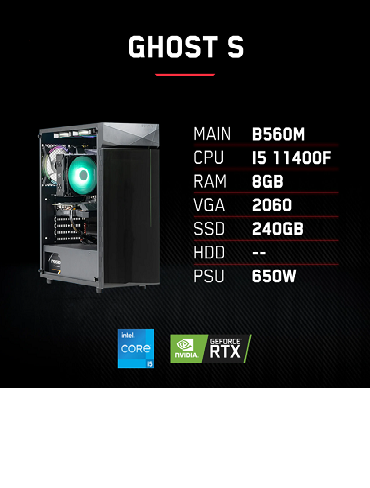 GHOST S
MAIN B560M
CPU I5 11400F
RAM 8GB
VGA 2060
SSD 240GB
HDD --
PSU 650W
intel
CORE
i5
NVIDIA.
GEFORCE
RTX